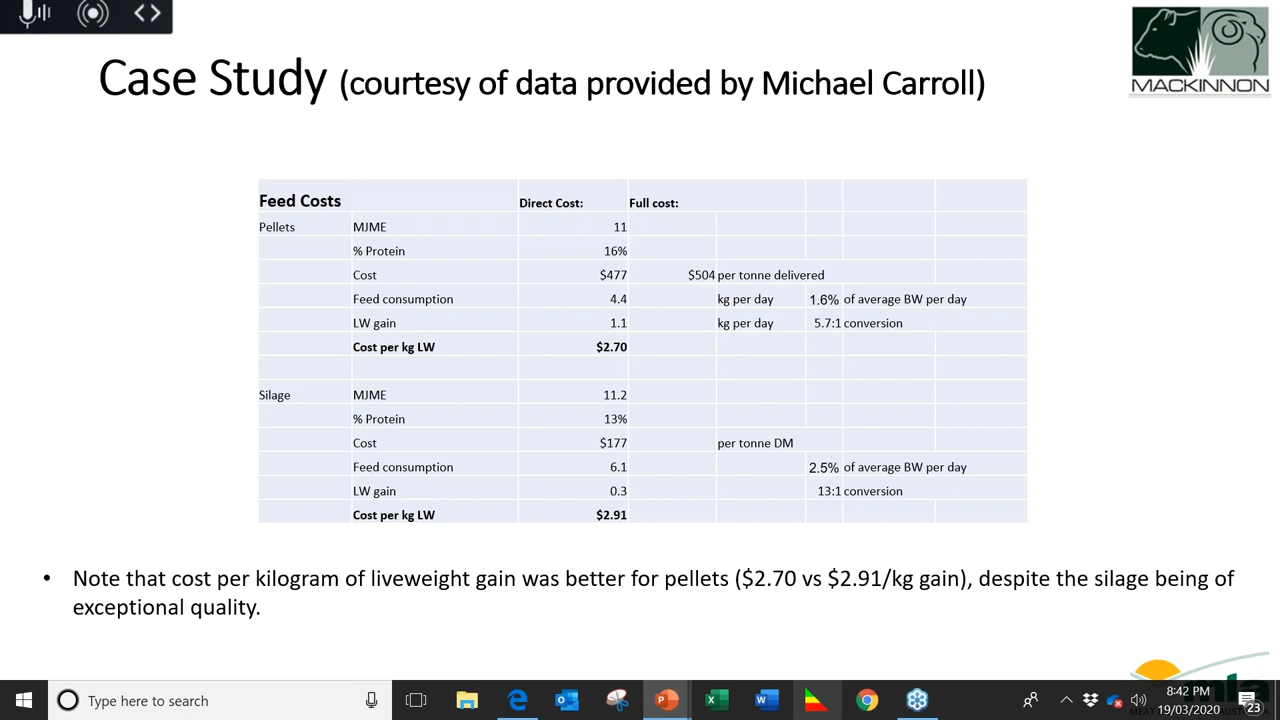 MACKINNON
Case Study (courtesy of data provided by Michael Carroll)
Feed Costs Direct Cost: Full cost:
Pellets MJME 11
% Protein 16%
Cost $477 $504 per tonne delivered
Feed consumption 4.4 kg per day 1.6% of average BW per day
LW gain 1.1 kg per day 5.7:1 conversion
Cost per kg LW $2.70
Silage MJME 11.2
% Protein 13%
Cost $177 per tonne DM
Feed consumption 6.1 2.5% of average BW per day
LW gain 0.3 13:1 conversion
Cost per kg LW $2.91
• Note that cost per kilogram of liveweight gain was better for pellets ($2.70 vs $2.91/kg gain), despite the silage being of
exceptional quality.
Type here to search
8:42 PM
19/03/2020
23